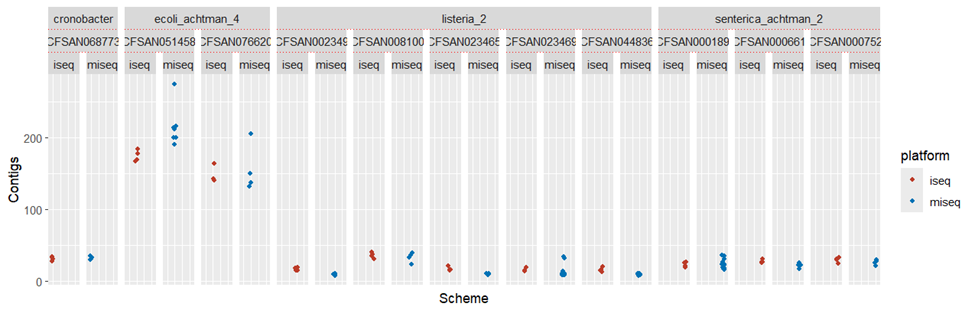 cronobacter ecoli_achtman_4 listeria_2 senterica_achtman_2
CFSAN068773 CFSAN051458 CFSAN076620 CFSAN002349 CFSAN008100 CFSAN023465 CFSAN023469 CFSAN044836 CFSAN000189 CFSAN000661 CFSAN000752
iseq miseq iseq miseq iseq miseq iseq miseq iseq miseq iseq miseq iseq miseq iseq miseq iseq miseq iseq miseq iseq miseq
200
100
0
Contigs
Scheme
platform
iseq
miseq